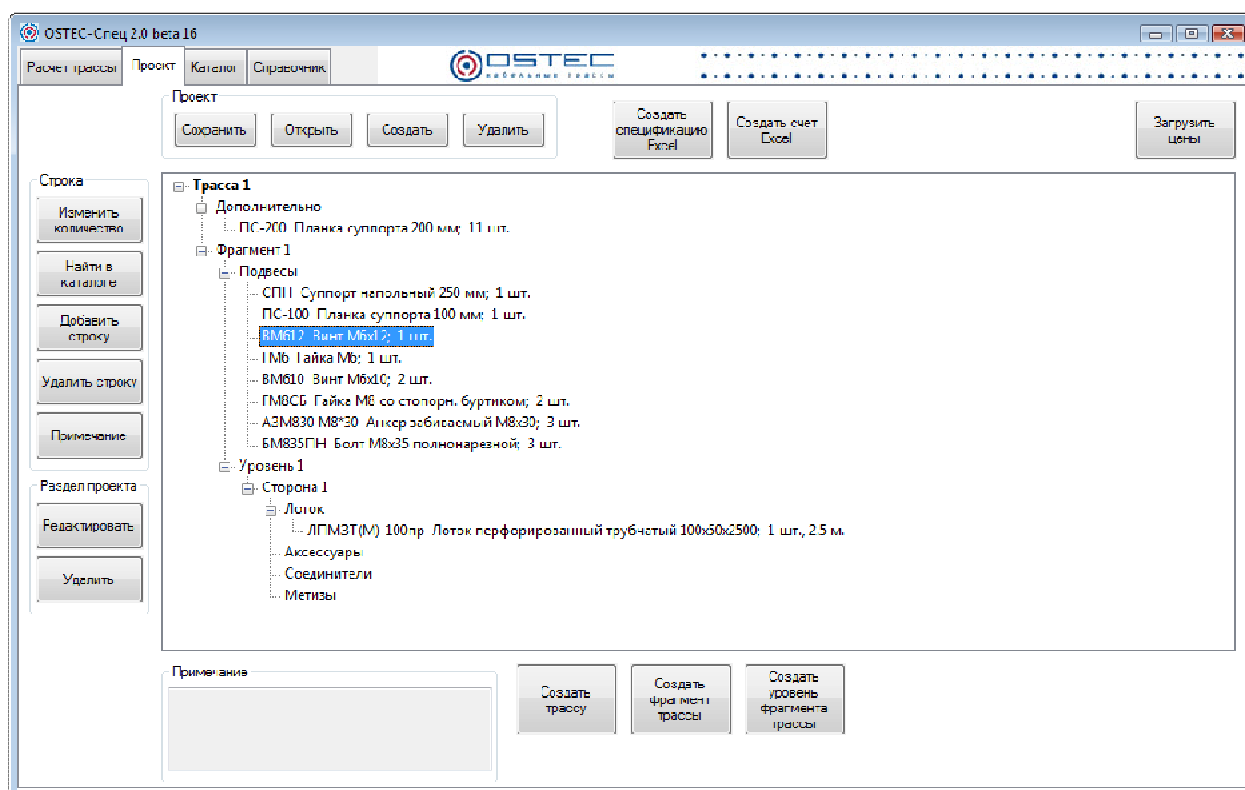 OSTEC-Спец 2.0 beta 16
Расчет трассы Проект Каталог Справочник
OSTEC
кабельные трассы
Проект
Сохранить Открыть Создать Удалить
Создать
спецификацию
Excel
Создать счет
Excel
Загрузить
цены
Строка
Изменить
количество
Найти в
каталоге
Добавить
строку
Удалить строку
Примечание
Раздел проекта
Редактировать
Удалить
Трасса 1
Дополнительно
ПС-200 Планка суппорта 200 мм; 11 шт.
Фрагмент 1
Подвесы
СПН Суппорт напольный 250 мм; 1 шт.
ПС-100 Планка суппорта 100 мм; 1 шт.
ВМ612 Винт М6х12; 1 шт.
ГМ6 Гайка М6; 1 шт.
ВМ610 Винт М6х10; 2 шт.
ГМ8СБ Гайка М8 со стопорн. буртиком; 2 шт.
АЗМ830 М8*30 Анкер забиваемый М8х30; 3 шт.
БМ835ПН Болт М8х35 полнонарезной; 3 шт.
Уровень 1
Сторона 1
Лоток
ЛПМЗТ(М)-100пр Лоток перфорированный трубчатый 100х50х2500; 1 шт., 2.5 м.
Аксессуары
Соединители
Метизы
Примечание
Создать
трассу
Создать
фрагмент
трассы
Создать
уровень
фрагмента
трассы